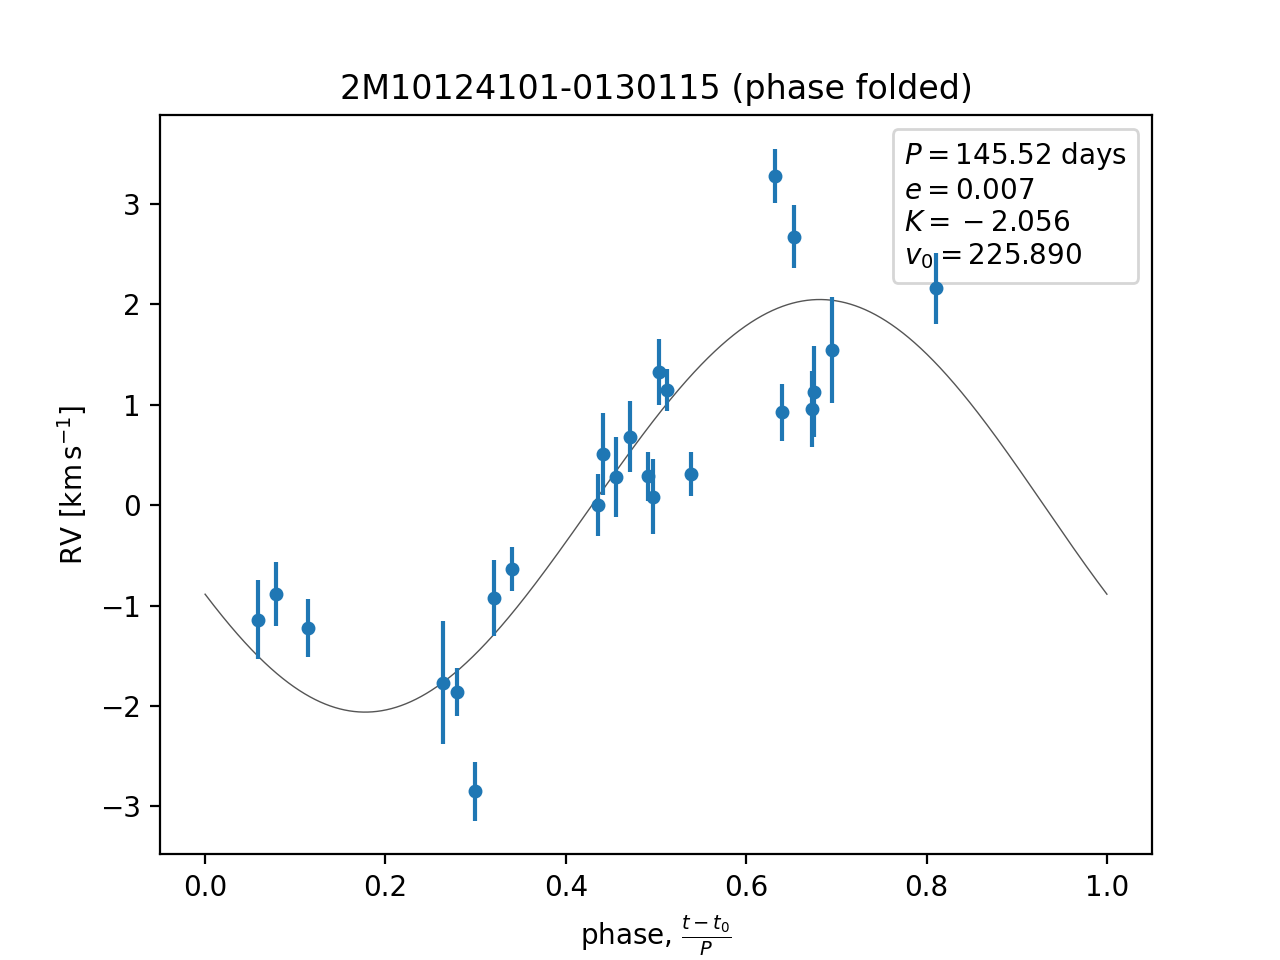 2M10124101-0130115 (phase folded)
P = 145.52 days
e = 0.007
K = −2.056
v₀ = 225.890
RV [km s⁻¹]
3
2
1
0
−1
−2
−3
0.0 0.2 0.4 0.6 0.8 1.0
phase, (t − t₀)/P